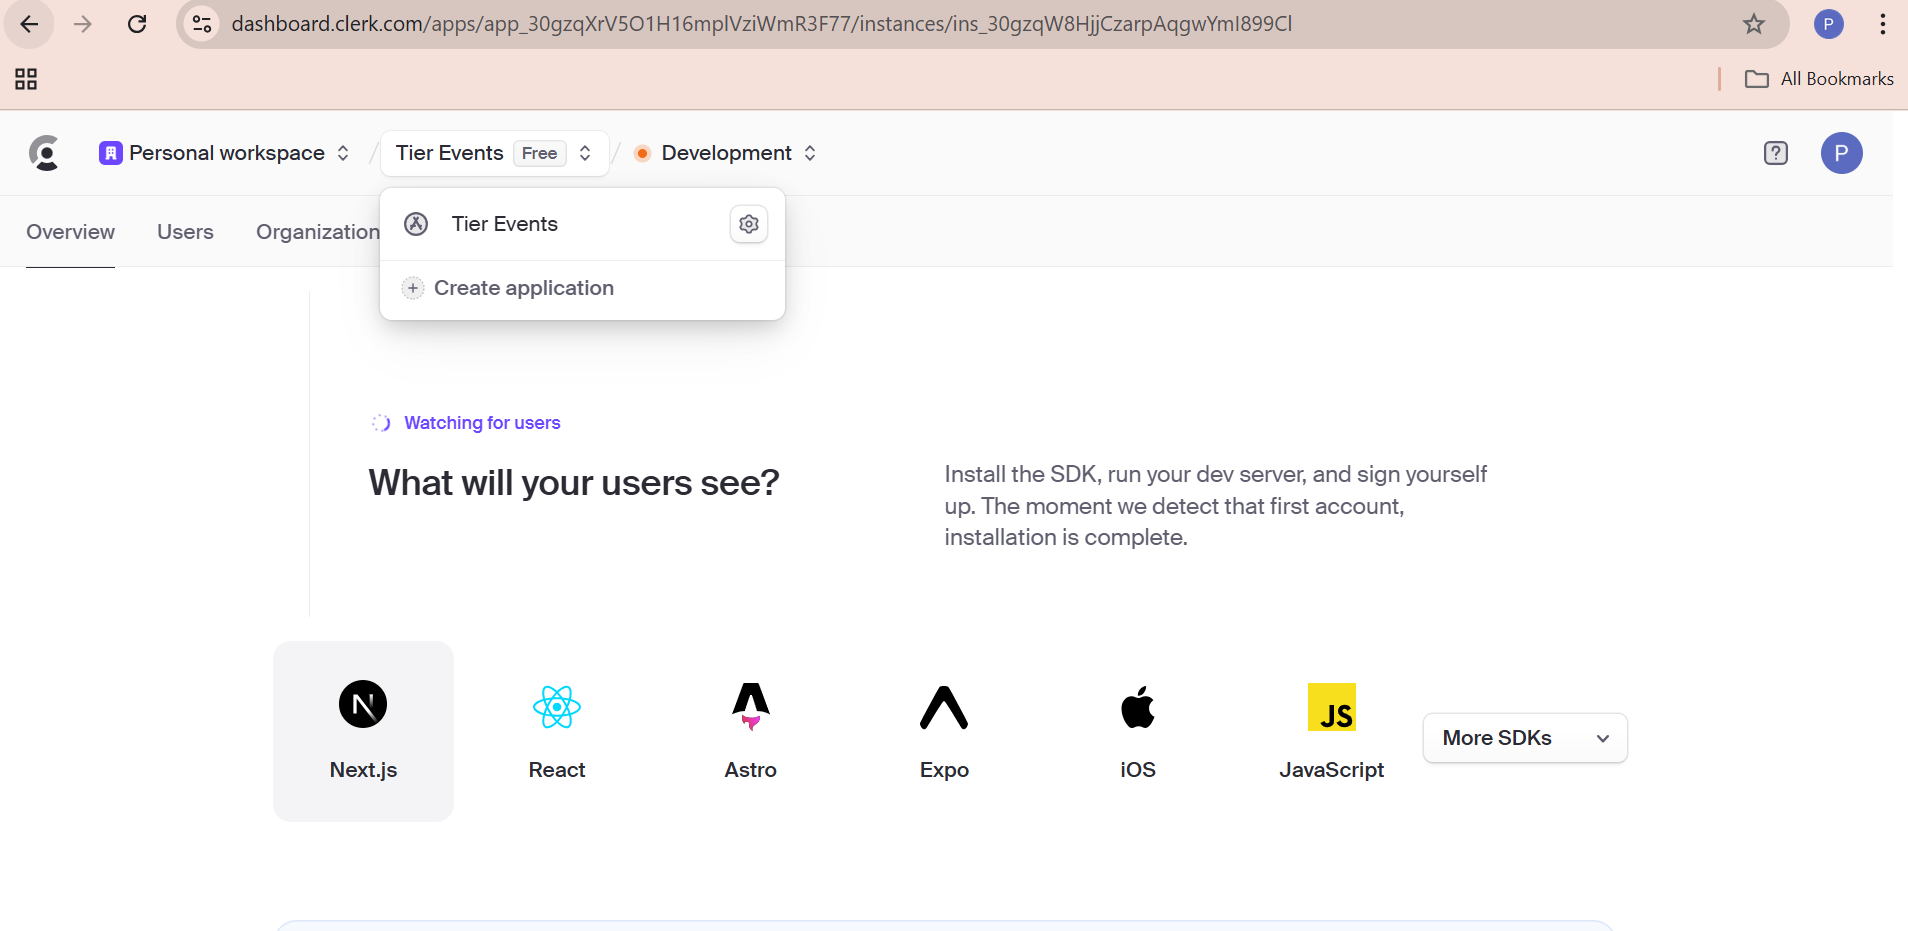 dashboard.clerk.com/apps/app_30gzqXrV5O1H16mplVziWmR3F77/instances/ins_30gzqW8HjjCzarpAqgwYmI899Cl
P
All Bookmarks
Personal workspace
/
Tier Events Free
/
Development
?
P
Overview
Users
Organization
Tier Events
Create application
Watching for users
What will your users see?
Install the SDK, run your dev server, and sign yourself
up. The moment we detect that first account,
installation is complete.
Next.js
React
Astro
Expo
iOS
JS
JavaScript
More SDKs